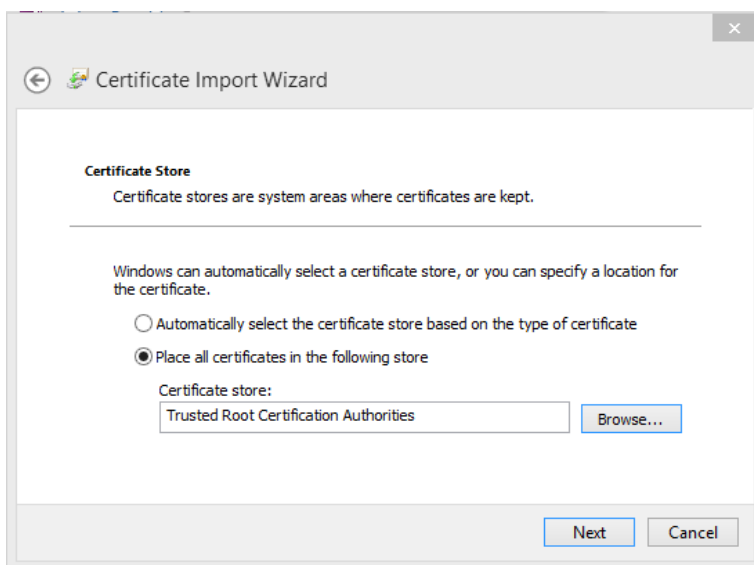 Certificate Import Wizard
Certificate Store
Certificate stores are system areas where certificates are kept.
Windows can automatically select a certificate store, or you can specify a location for
the certificate.
Automatically select the certificate store based on the type of certificate
Place all certificates in the following store
Certificate store:
Trusted Root Certification Authorities
Browse...
Next
Cancel